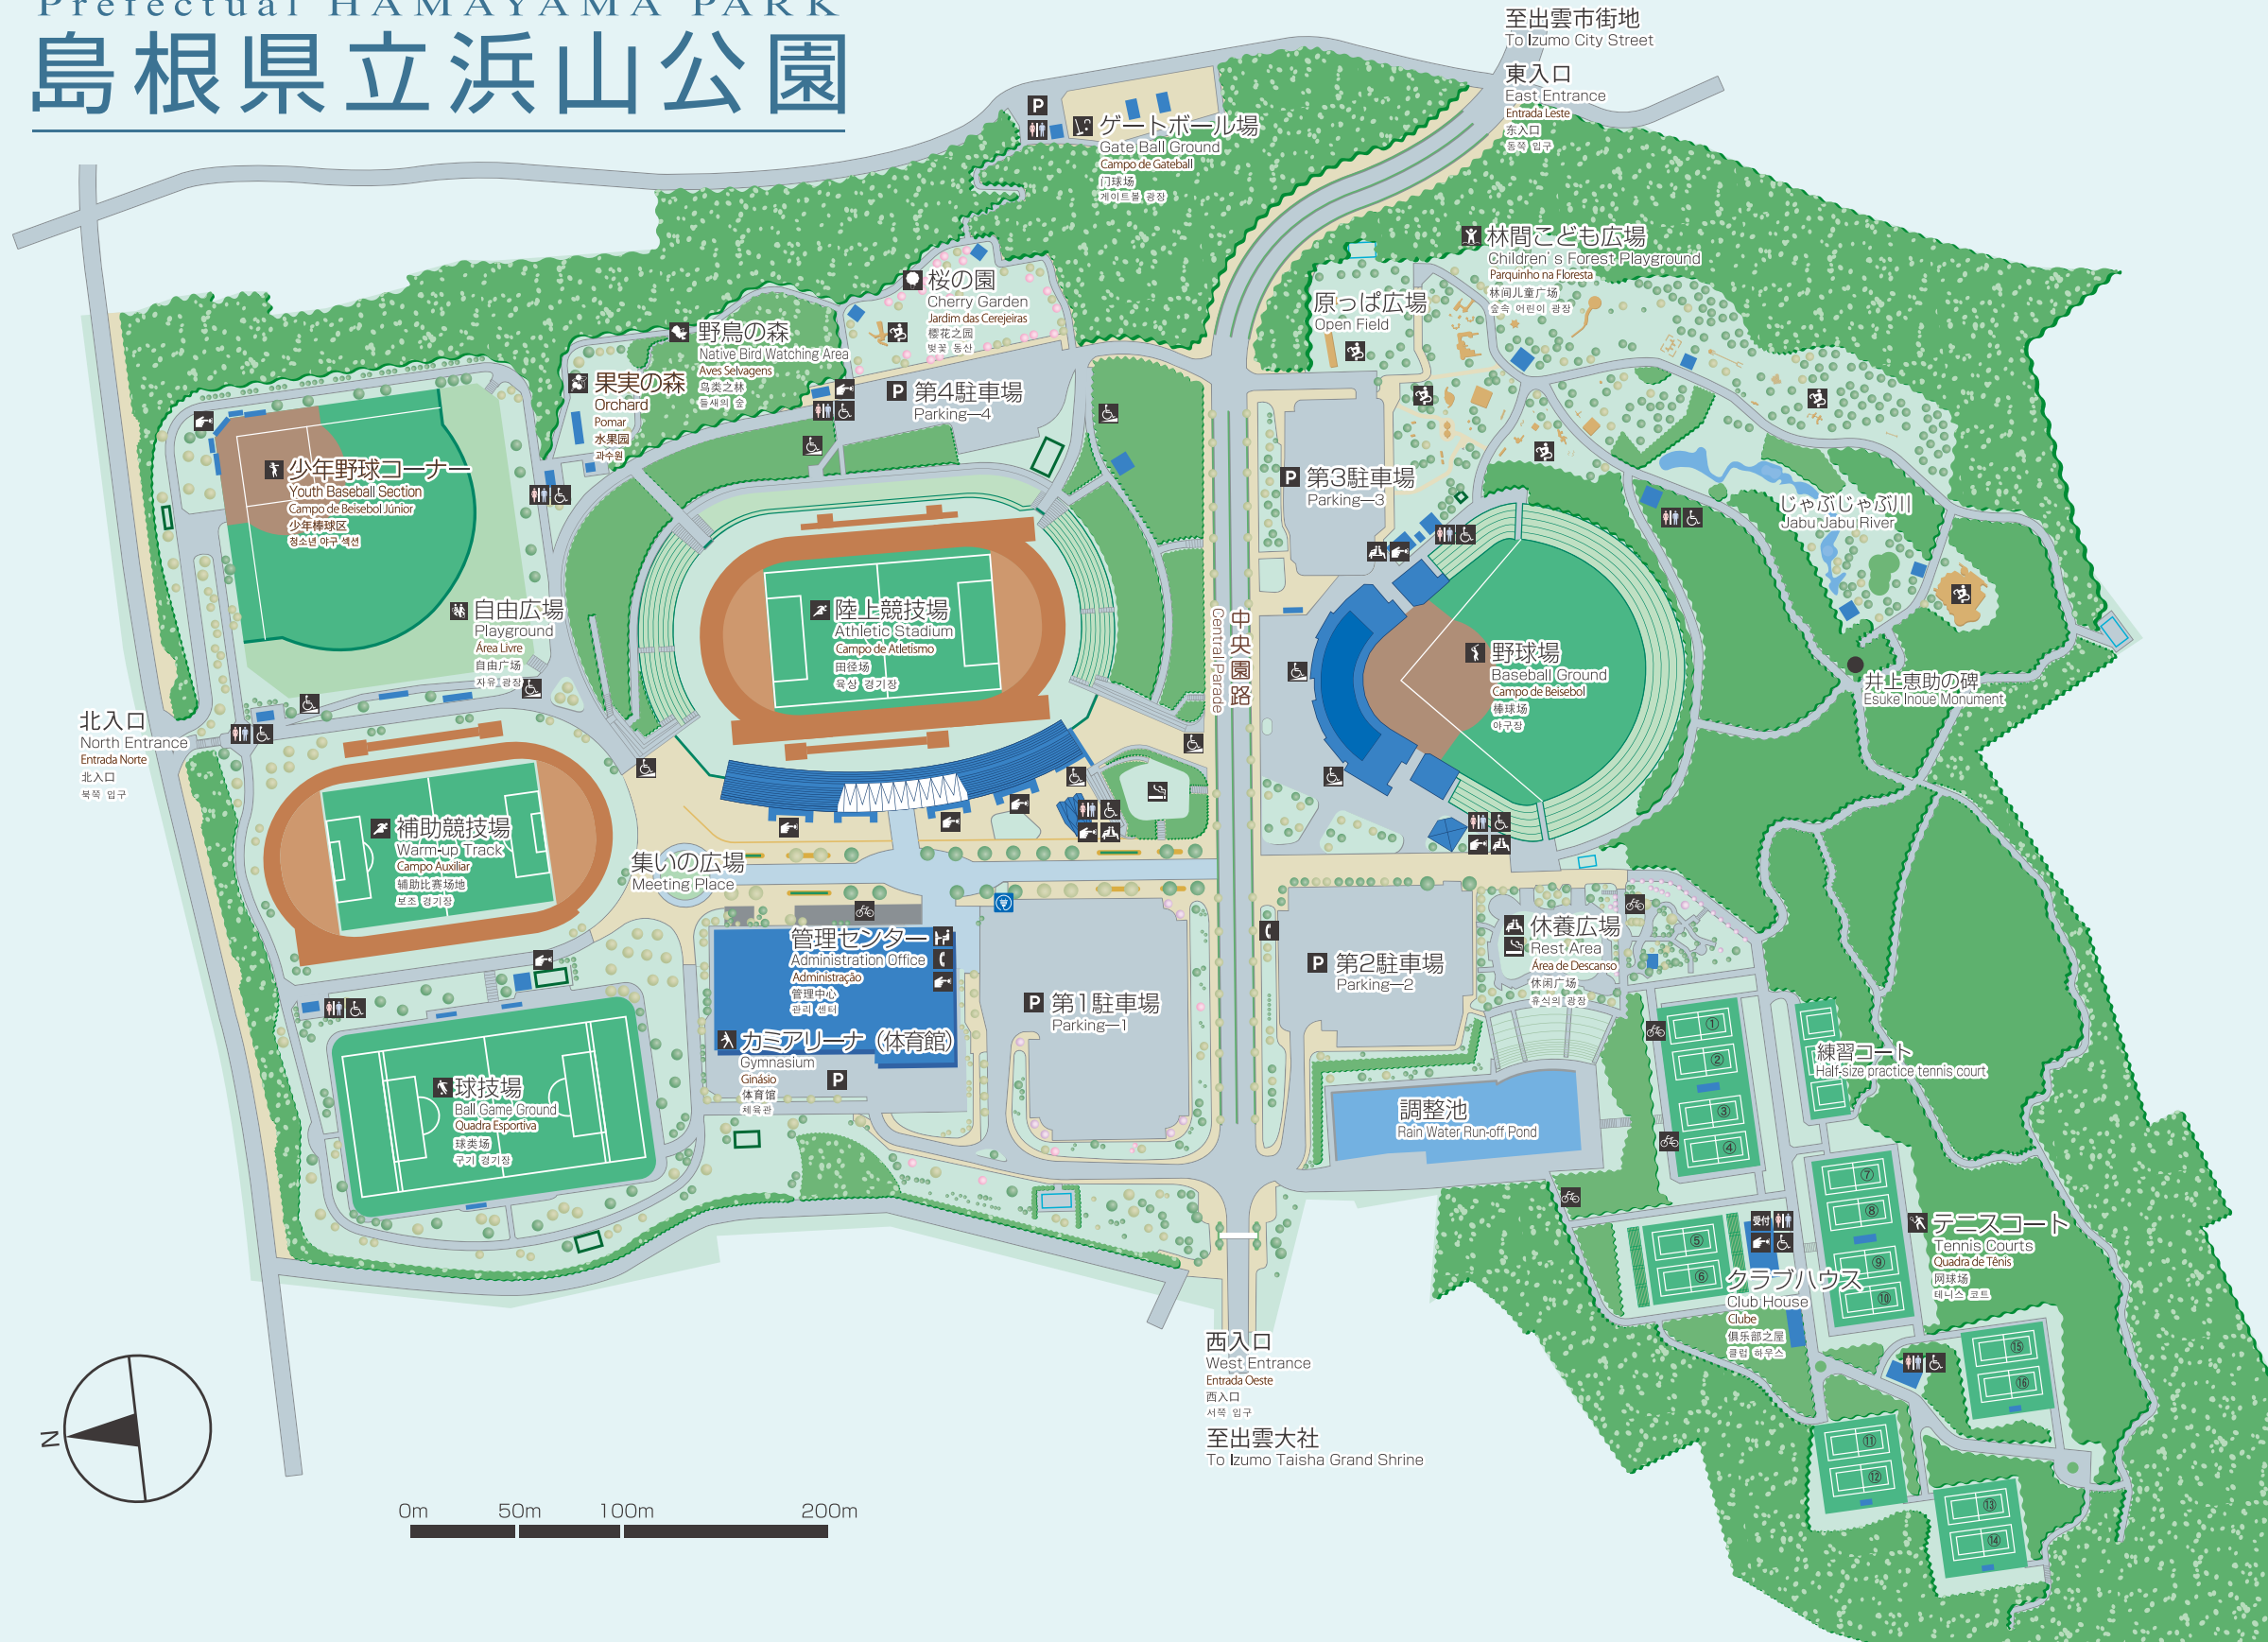 Prefectual HAMAYAMA PARK
島根県立浜山公園
至出雲市街地
To Izumo City Street
東入口
East Entrance
Entrada Leste
东入口
동쪽 입구
P
ゲートボール場
Gate Ball Ground
Campo de Gateball
门球场
게이트볼 광장
林間こども広場
Children's Forest Playground
Parquinho na Floresta
林间儿童广场
숲속 어린이 광장
桜の園
Cherry Garden
Jardim das Cerejeiras
樱花之园
벚꽃 동산
原っぱ広場
Open Field
野鳥の森
Native Bird Watching Area
Aves Selvagens
鸟类之林
들새의 숲
果実の森
Orchard
Pomar
水果园
과수원
P 第4駐車場
Parking—4
少年野球コーナー
Youth Baseball Section
Campo de Beisebol Júnior
少年棒球区
청소년 야구 섹션
P 第3駐車場
Parking—3
じゃぶじゃぶ川
Jabu Jabu River
自由広場
Playground
Área Livre
自由广场
자유 광장
陸上競技場
Athletic Stadium
Campo de Atletismo
田径场
육상 경기장
中央園路
Central Parade
野球場
Baseball Ground
Campo de Beisebol
棒球场
야구장
井上恵助の碑
Esuke Inoue Monument
北入口
North Entrance
Entrada Norte
北入口
북쪽 입구
補助競技場
Warm-up Track
Campo Auxiliar
辅助比赛场地
보조 경기장
集いの広場
Meeting Place
管理センター
Administration Office
Administração
管理中心
관리 센터
カミアリーナ（体育館）
Gymnasium
Ginásio
体育馆
체육관
P
P 第1駐車場
Parking—1
P 第2駐車場
Parking—2
休養広場
Rest Area
Área de Descanso
休闲广场
휴식의 광장
球技場
Ball Game Ground
Quadra Esportiva
球类场
구기 경기장
調整池
Rain Water Run-off Pond
練習コート
Half-size practice tennis court
①
②
③
④
⑦
⑧
⑨
⑩
⑤
⑥
受付
テニスコート
Tennis Courts
Quadra de Tênis
网球场
테니스 코트
クラブハウス
Club House
Clube
俱乐部之屋
클럽 하우스
⑮
⑯
⑪
⑫
⑬
⑭
西入口
West Entrance
Entrada Oeste
西入口
서쪽 입구
至出雲大社
To Izumo Taisha Grand Shrine
N
0m 50m 100m 200m